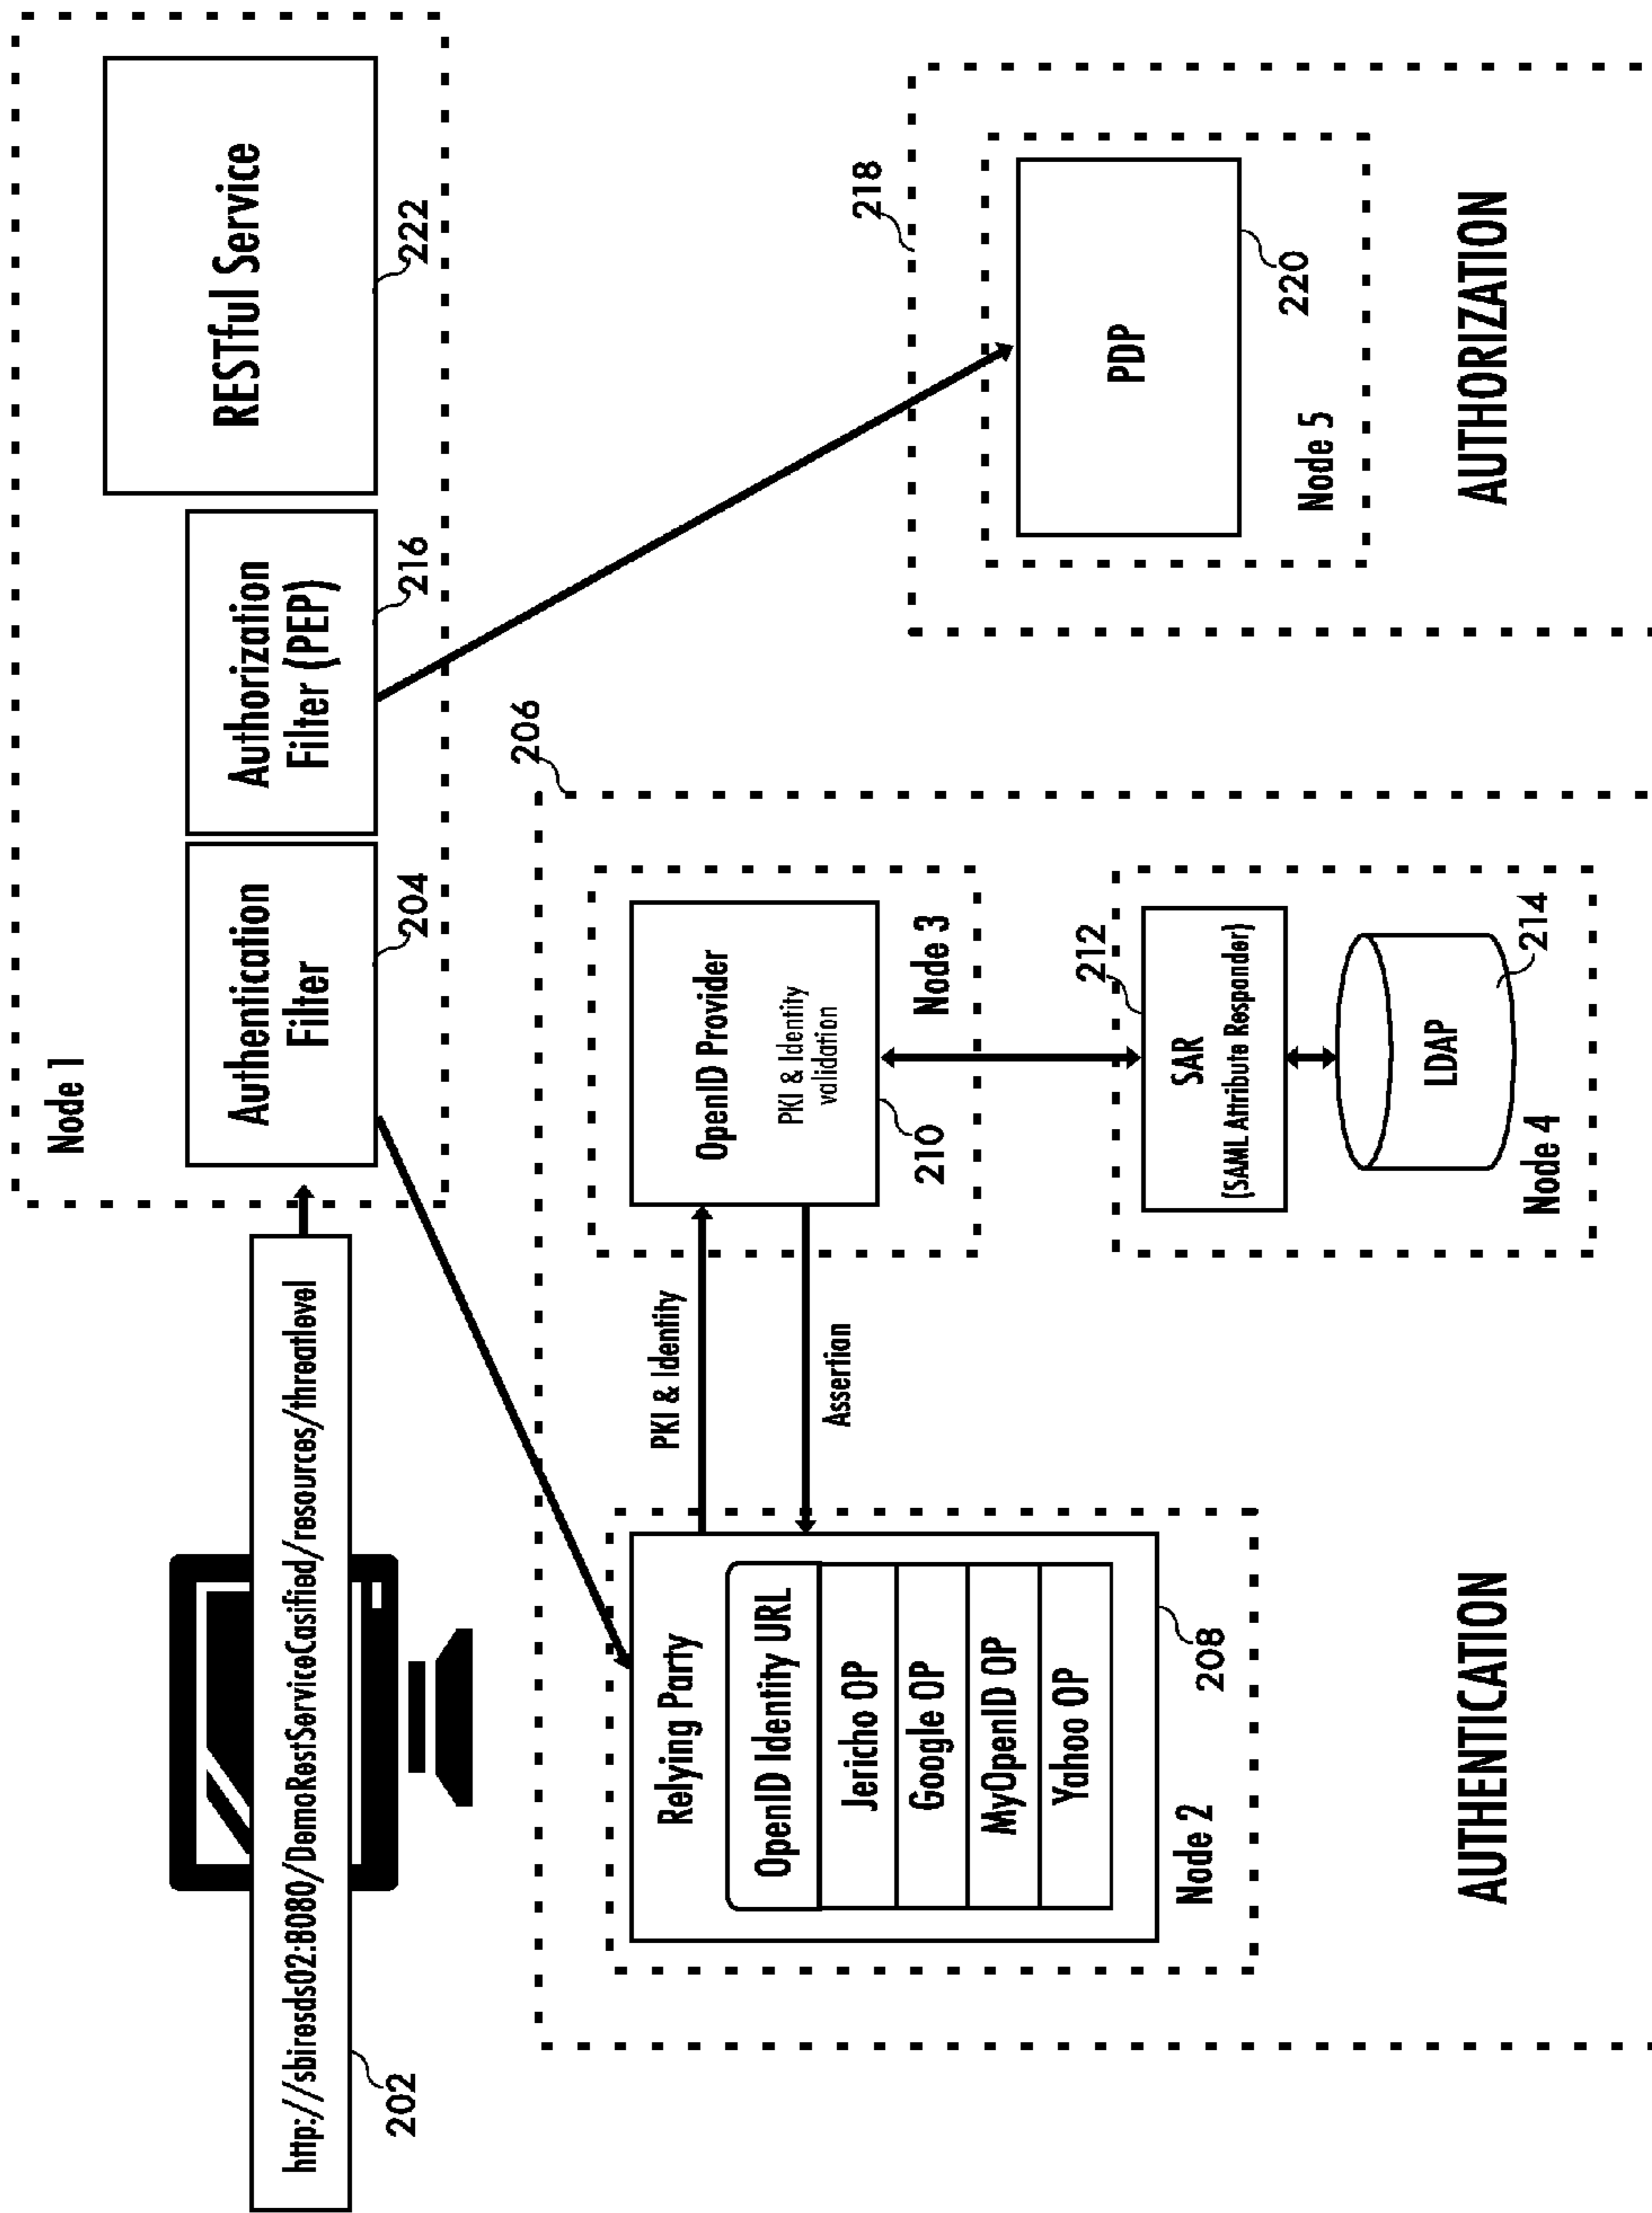 http://sbiresds02:8080/DemoRestServiceCasified/resources/threatlevel
202
Node 1
Authentication
Filter
204
Authorization
Filter (PEP)
216
RESTful Service
222
206
Relying Party
OpenID Identity URL
Jericho OP
Google OP
MyOpenID OP
Yahoo OP
208
Node 2
PKI & Identity
Assertion
OpenID Provider
PKI & Identity
validation
210
Node 3
212
SAR
(SAML Attribute Responder)
LDAP
214
Node 4
AUTHENTICATION
218
PDP
220
Node 5
AUTHORIZATION